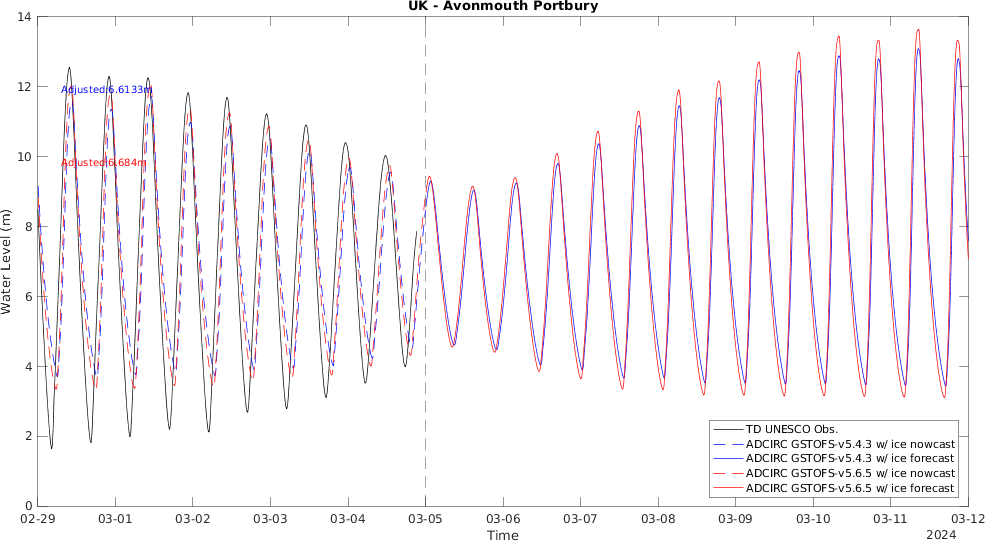 UK - Avonmouth Portbury
14
12
10
8
6
4
2
0
Water Level (m)
Adjusted:6.6133m
Adjusted:6.684m
TD UNESCO Obs.
ADCIRC GSTOFS-v5.4.3 w/ ice nowcast
ADCIRC GSTOFS-v5.4.3 w/ ice forecast
ADCIRC GSTOFS-v5.6.5 w/ ice nowcast
ADCIRC GSTOFS-v5.6.5 w/ ice forecast
02-29 03-01 03-02 03-03 03-04 03-05 03-06 03-07 03-08 03-09 03-10 03-11 03-12
Time
2024